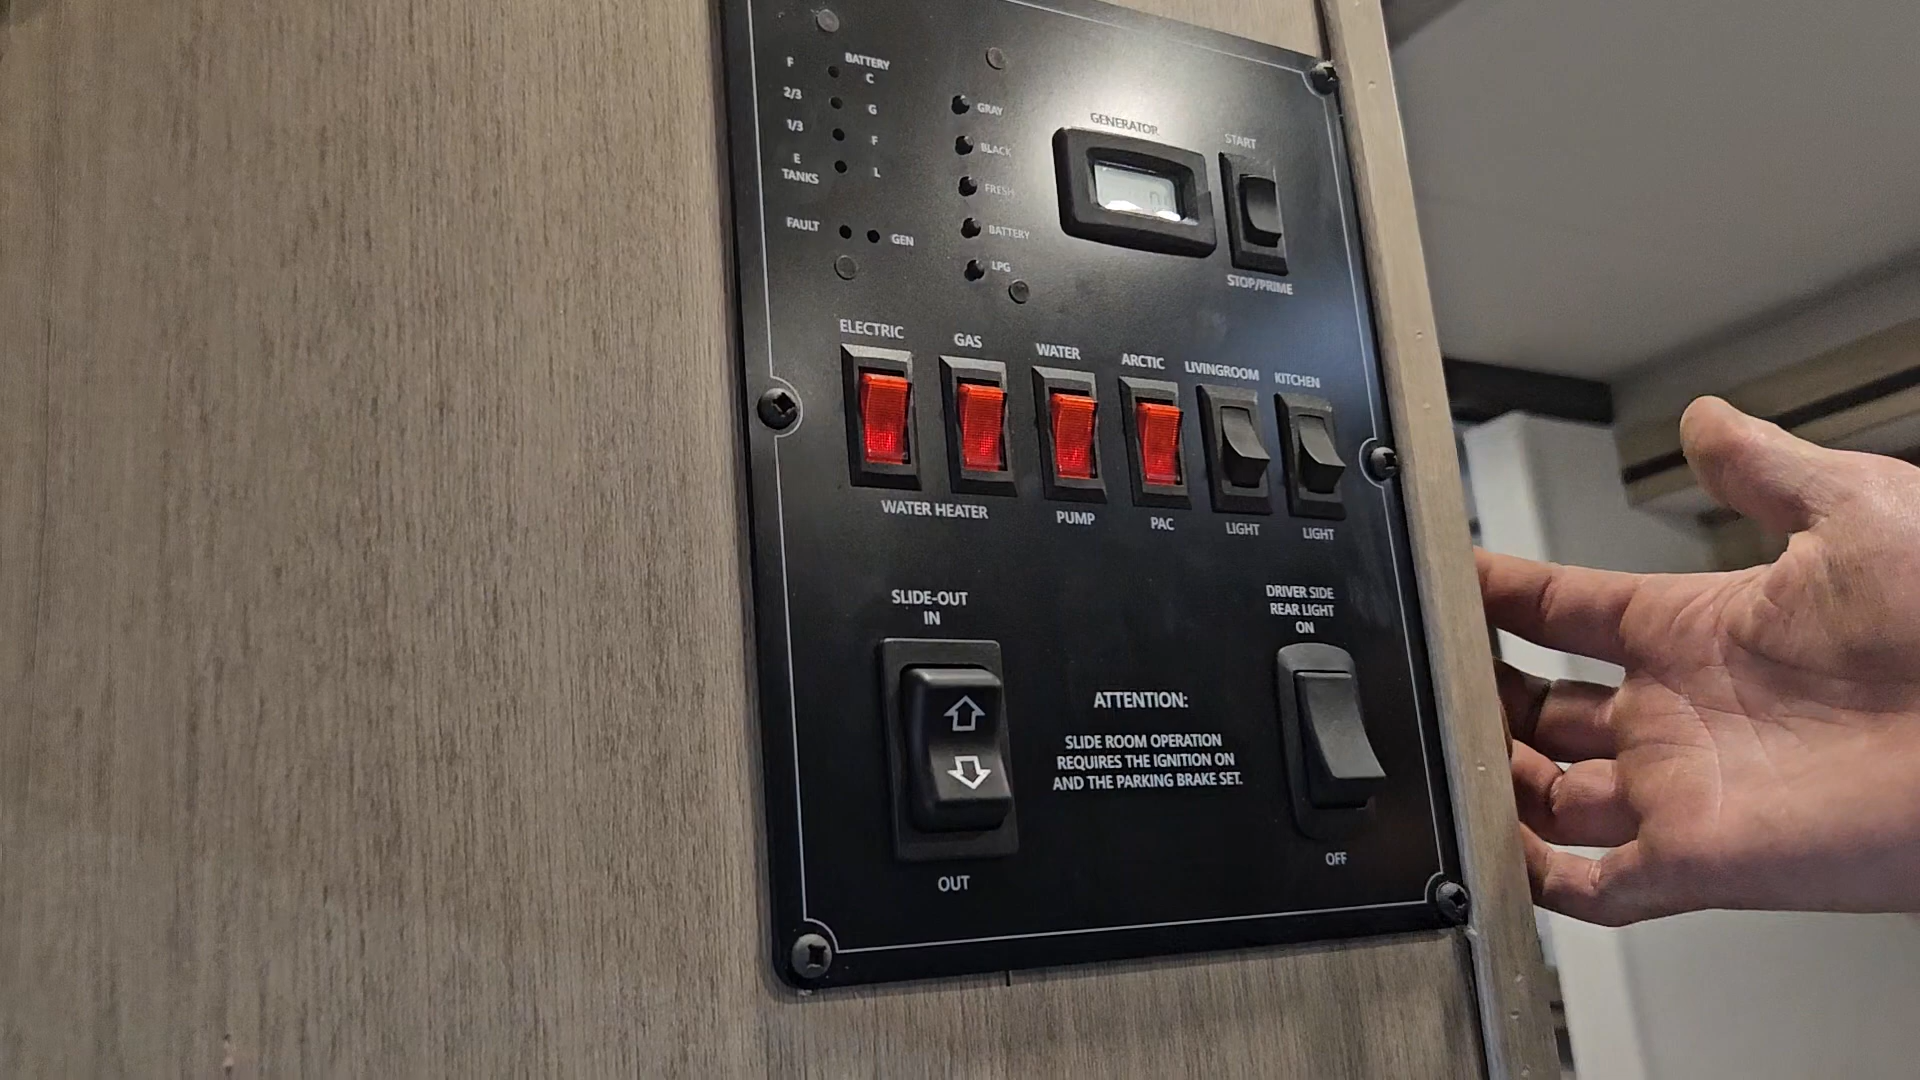 BATTERY
F
C
2/3
G
1/3
F
E
L
TANKS
FAULT
GEN
GRAY
BLACK
FRESH
BATTERY
LPG
GENERATOR
START
STOP/PRIME
ELECTRIC
GAS
WATER
ARCTIC
LIVINGROOM
KITCHEN
WATER HEATER
PUMP
PAC
LIGHT
LIGHT
SLIDE-OUT
IN
OUT
ATTENTION:
SLIDE ROOM OPERATION
REQUIRES THE IGNITION ON
AND THE PARKING BRAKE SET.
DRIVER SIDE
REAR LIGHT
ON
OFF